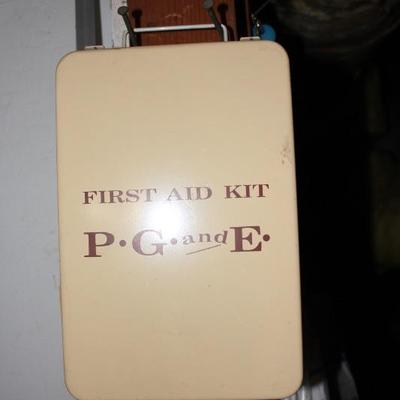 FIRST AID KIT
P·G·and E·